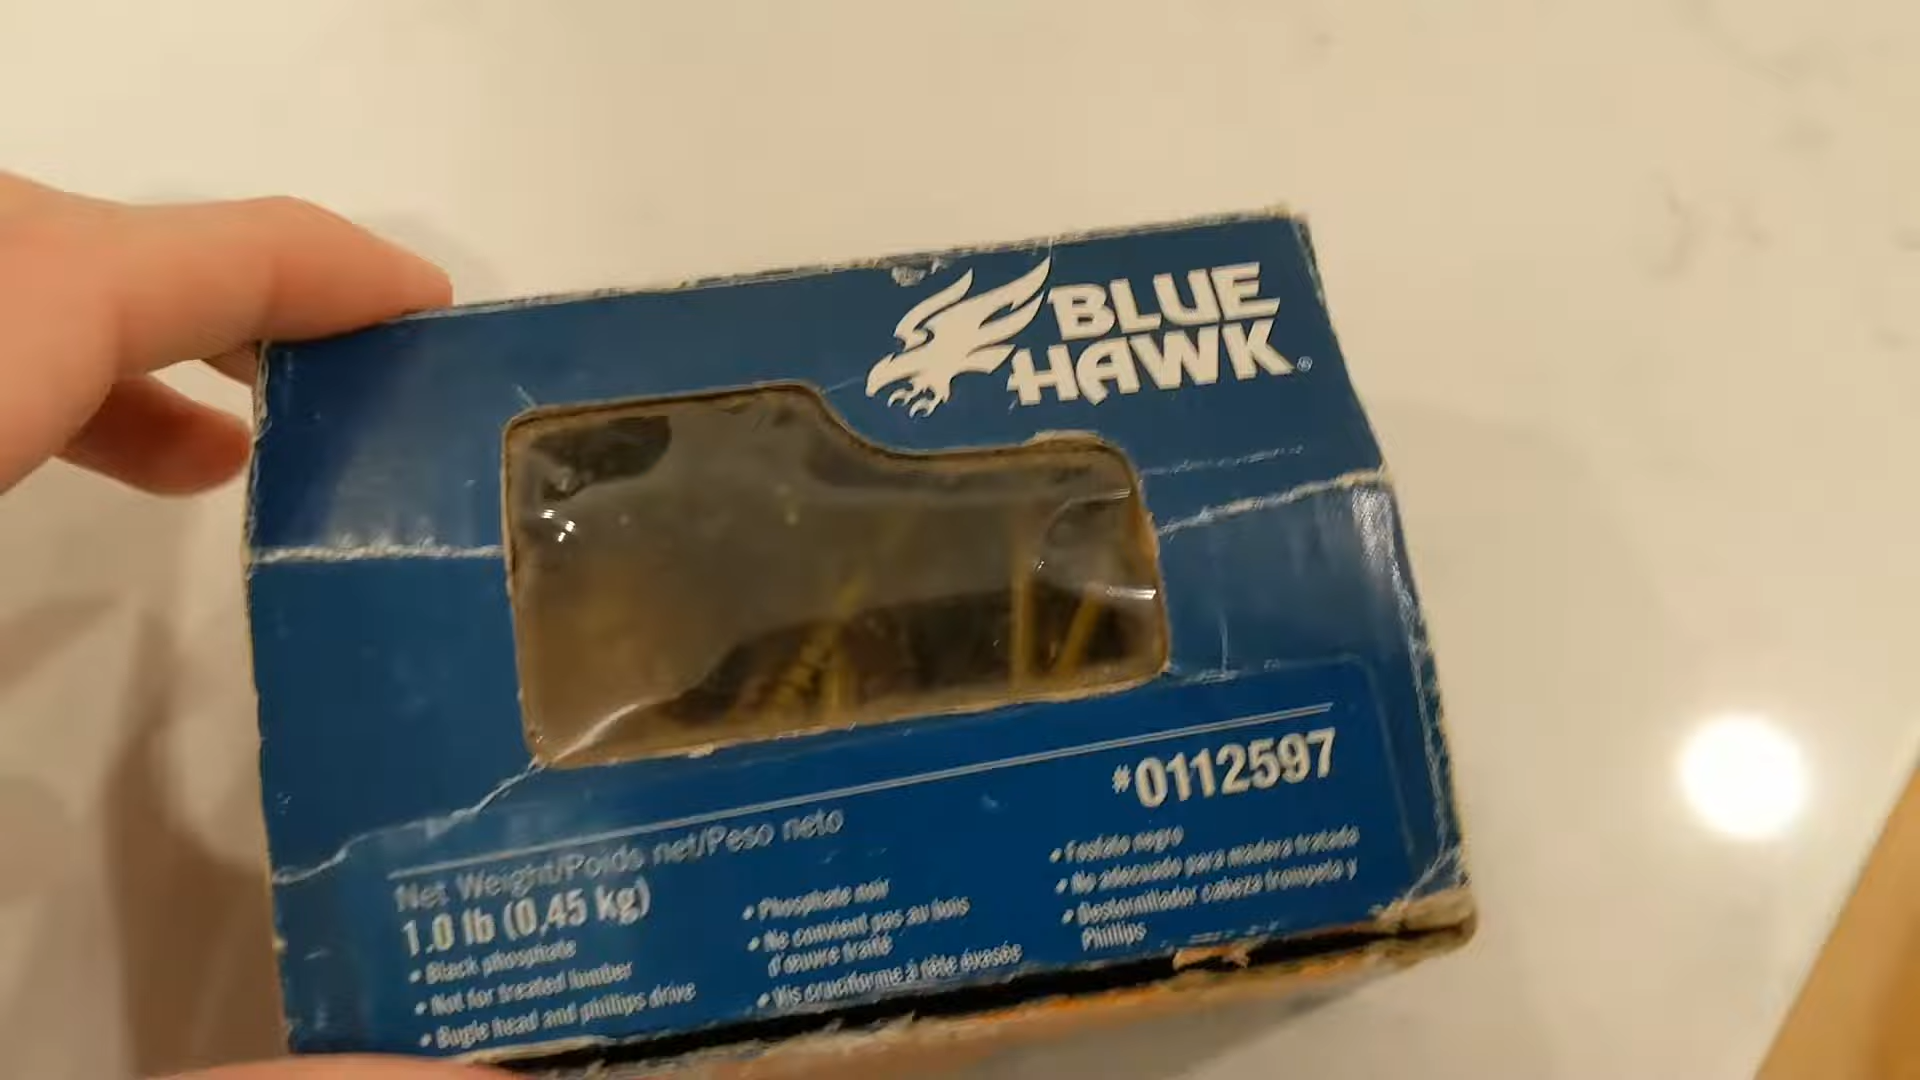 BLUE
HAWK®
#0112597
Net Weight/Poids net/Peso neto
1.0 lb (0,45 kg)
• Black phosphate
• Not for treated lumber
• Bugle head and phillips drive
• Phosphate noir
• Ne convient pas au bois
d'œuvre traité
• Vis cruciforme à tête évasée
• Fosfato negro
• No adecuado para madera tratada
• Destornillador cabeza trompeta y
Phillips